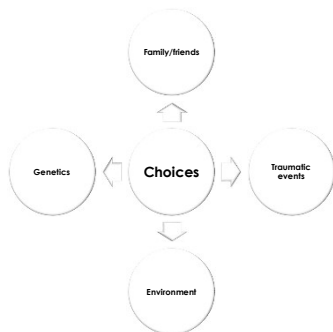 Family/friends
Genetics
Choices
Traumatic
events
Environment